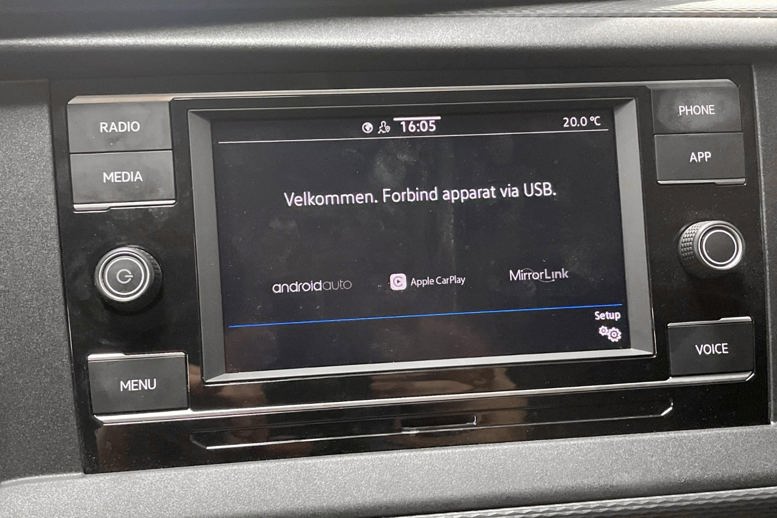 RADIO
MEDIA
MENU
16:05
20.0 °C
Velkommen. Forbind apparat via USB.
androidauto
Apple CarPlay
MirrorLink
Setup
PHONE
APP
VOICE